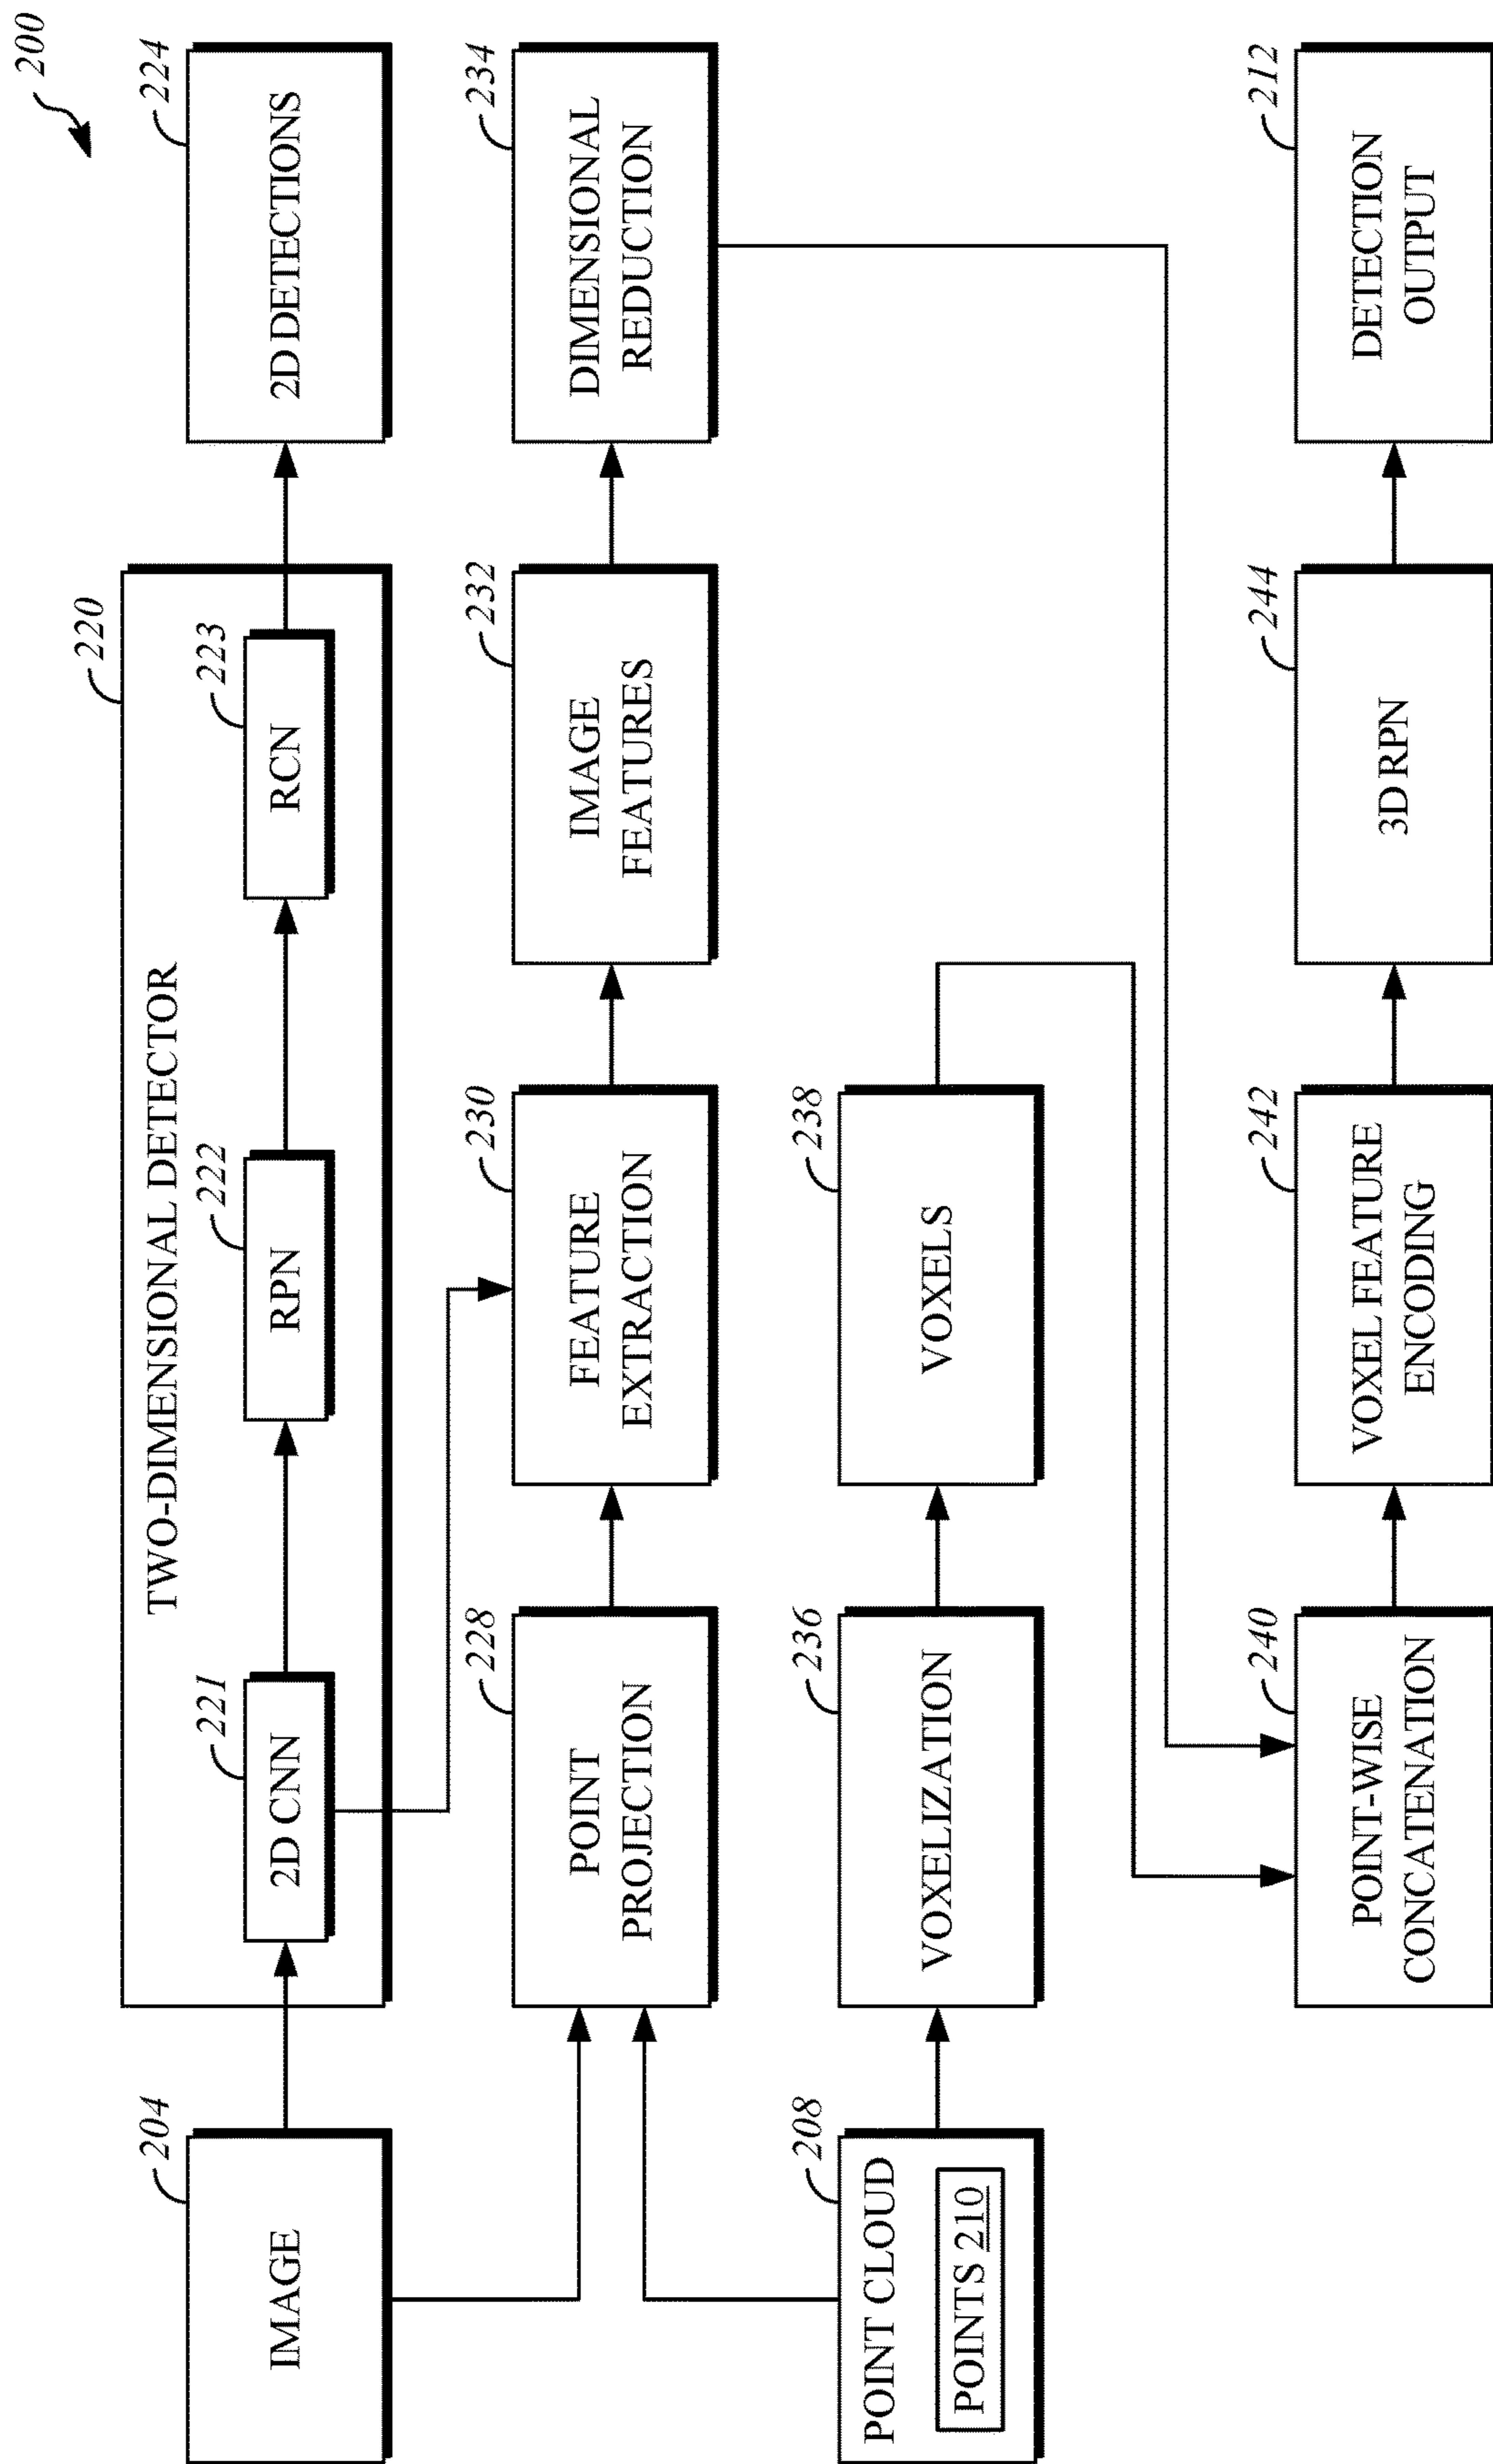 200
204
IMAGE
220
TWO-DIMENSIONAL DETECTOR
221
2D CNN
222
RPN
223
RCN
224
2D DETECTIONS
228
POINT
PROJECTION
230
FEATURE
EXTRACTION
232
IMAGE
FEATURES
234
DIMENSIONAL
REDUCTION
208
POINT CLOUD
POINTS 210
236
VOXELIZATION
238
VOXELS
240
POINT-WISE
CONCATENATION
242
VOXEL FEATURE
ENCODING
244
3D RPN
212
DETECTION
OUTPUT